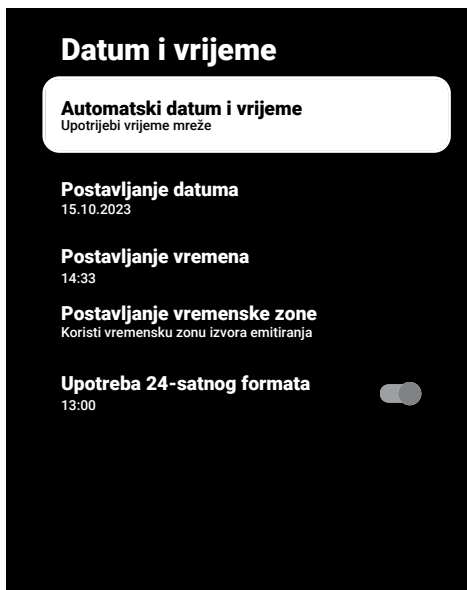 Datum i vrijeme
Automatski datum i vrijeme
Upotrijebi vrijeme mreže
Postavljanje datuma
15.10.2023
Postavljanje vremena
14:33
Postavljanje vremenske zone
Koristi vremensku zonu izvora emitiranja
Upotreba 24-satnog formata
13:00